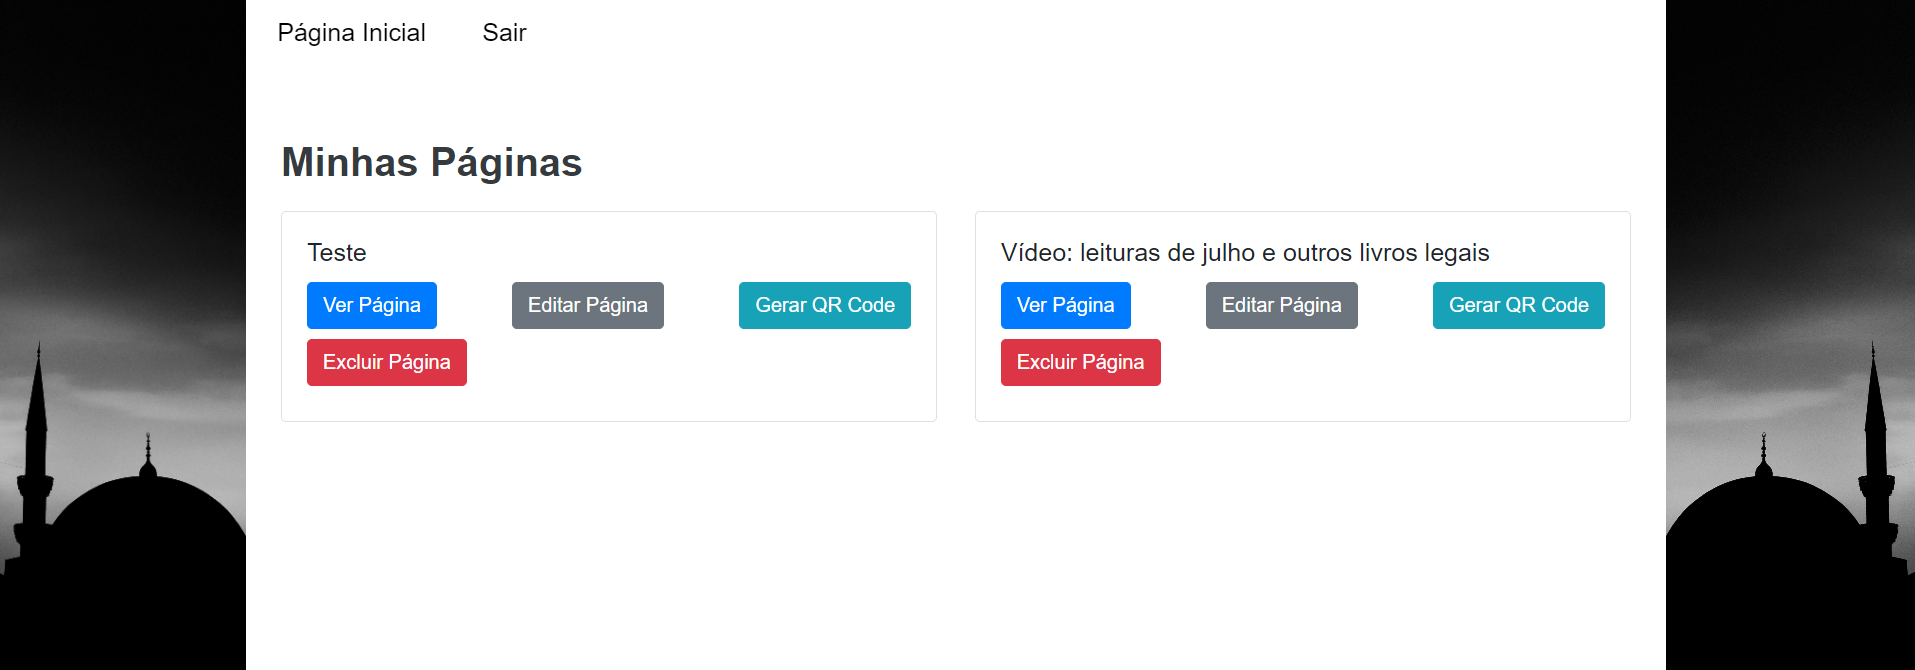 Página Inicial Sair
Minhas Páginas
Teste
Ver Página Editar Página Gerar QR Code
Excluir Página
Vídeo: leituras de julho e outros livros legais
Ver Página Editar Página Gerar QR Code
Excluir Página